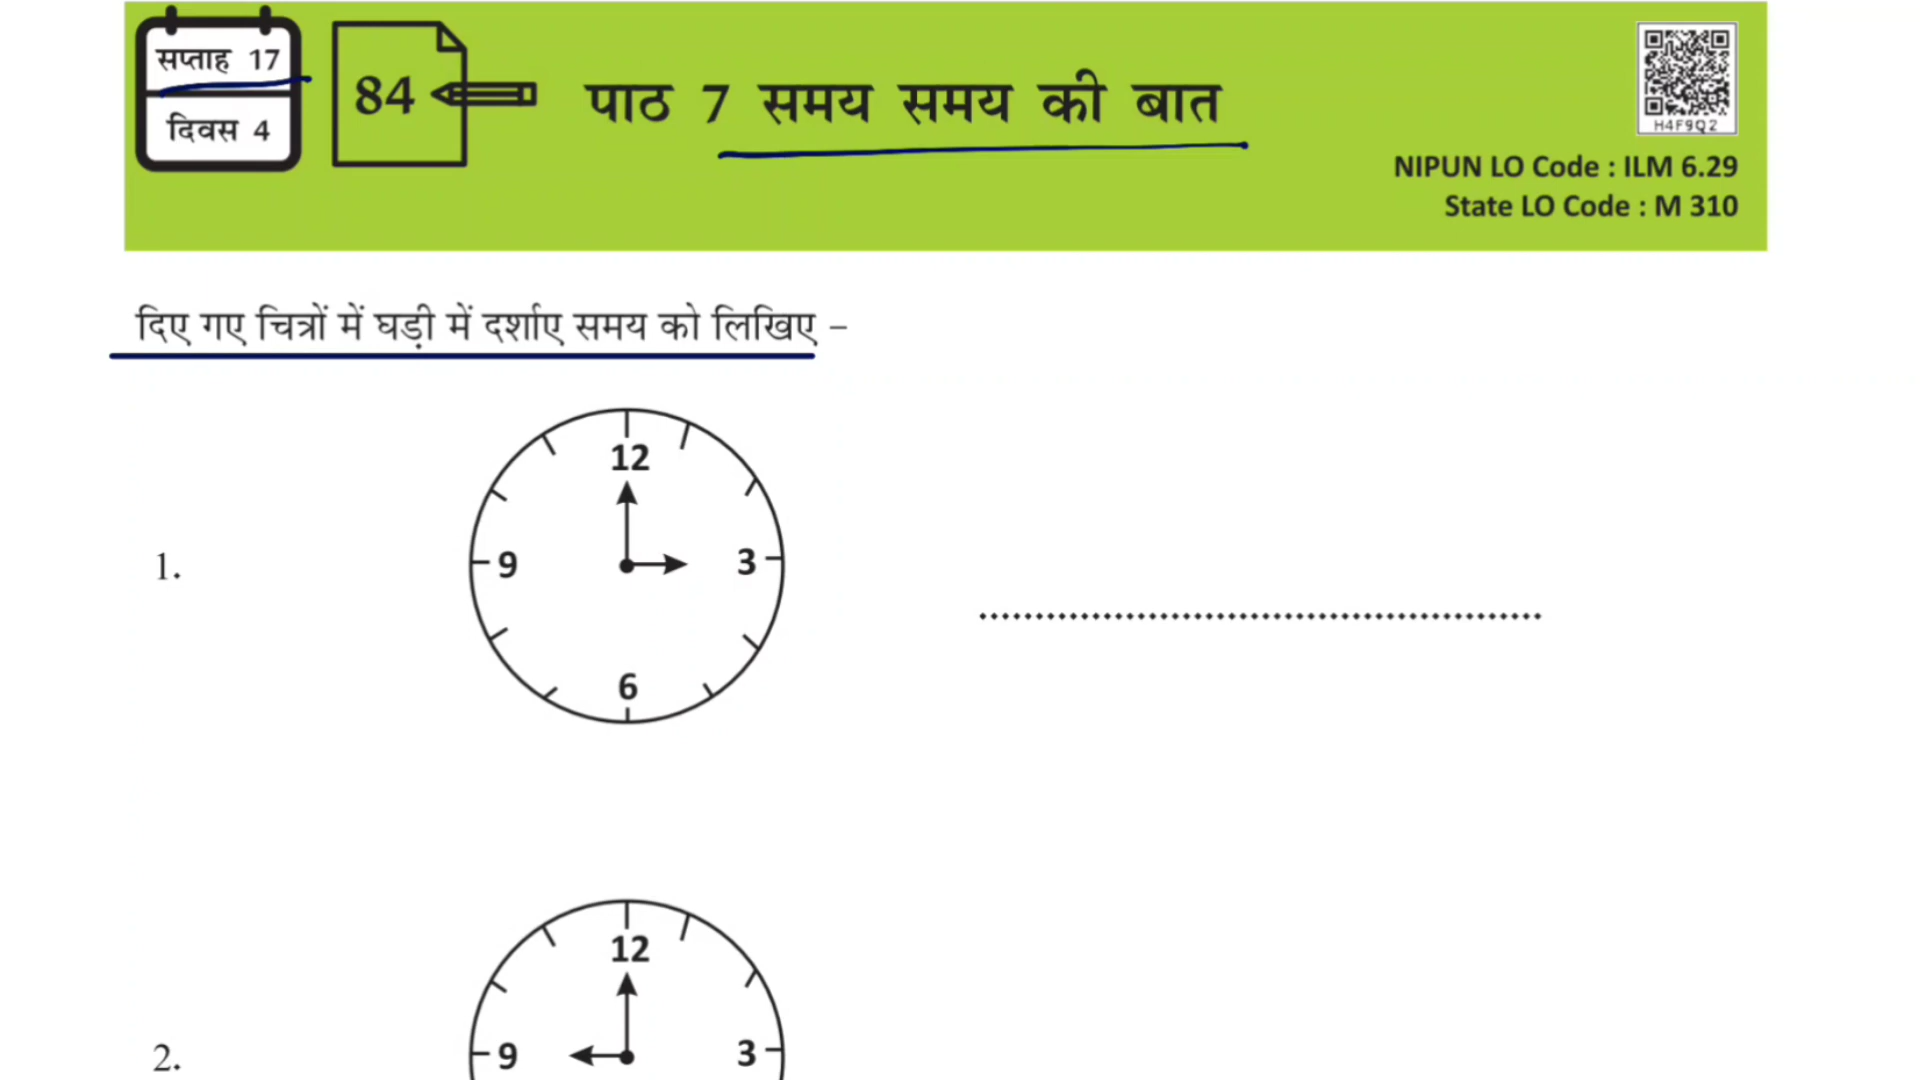 सप्ताह 17
दिवस 4
84
पाठ 7 समय समय की बात
H4F9Q2
NIPUN LO Code : ILM 6.29
State LO Code : M 310
दिए गए चित्रों में घड़ी में दर्शाए समय को लिखिए –
1.
12
9
3
6
2.
12
9
3